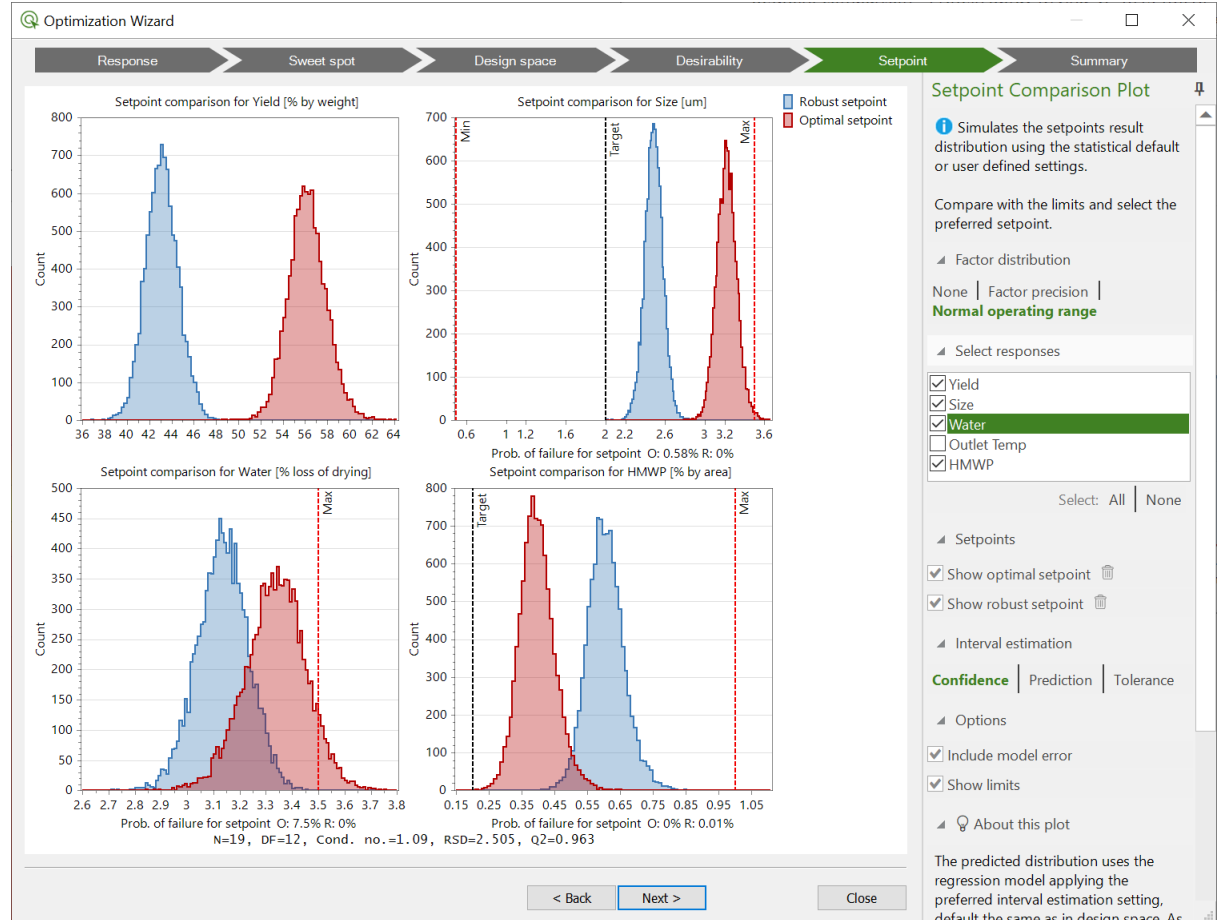 Optimization Wizard
Response
Sweet spot
Design space
Desirability
Setpoint
Summary
Setpoint comparison for Yield [% by weight]
800
700
600
500
400
300
200
100
0
Count
36 38 40 42 44 46 48 50 52 54 56 58 60 62 64
Setpoint comparison for Size [um]
700
600
500
400
300
200
100
0
Count
Min
Target
Max
0.6 1 1.2 1.6 2 2.2 2.6 3 3.2 3.6
Prob. of failure for setpoint O: 0.58% R: 0%
Robust setpoint
Optimal setpoint
Setpoint comparison for Water [% loss of drying]
500
450
400
350
300
250
200
150
100
50
0
Count
Max
2.6 2.7 2.8 2.9 3 3.1 3.2 3.3 3.4 3.5 3.6 3.7 3.8
Prob. of failure for setpoint O: 7.5% R: 0%
Setpoint comparison for HMWP [% by area]
800
700
600
500
400
300
200
100
0
Count
Target
Max
0.15 0.25 0.35 0.45 0.55 0.65 0.75 0.85 0.95 1.05
Prob. of failure for setpoint O: 0% R: 0.01%
N=19, DF=12, Cond. no.=1.09, RSD=2.505, Q2=0.963
< Back
Next >
Close
Setpoint Comparison Plot
Simulates the setpoints result
distribution using the statistical default
or user defined settings.
Compare with the limits and select the
preferred setpoint.
Factor distribution
None | Factor precision |
Normal operating range
Select responses
Yield
Size
Water
Outlet Temp
HMWP
Select: All | None
Setpoints
Show optimal setpoint
Show robust setpoint
Interval estimation
Confidence | Prediction | Tolerance
Options
Include model error
Show limits
About this plot
The predicted distribution uses the
regression model applying the
preferred interval estimation setting,
default the same as in design space. As